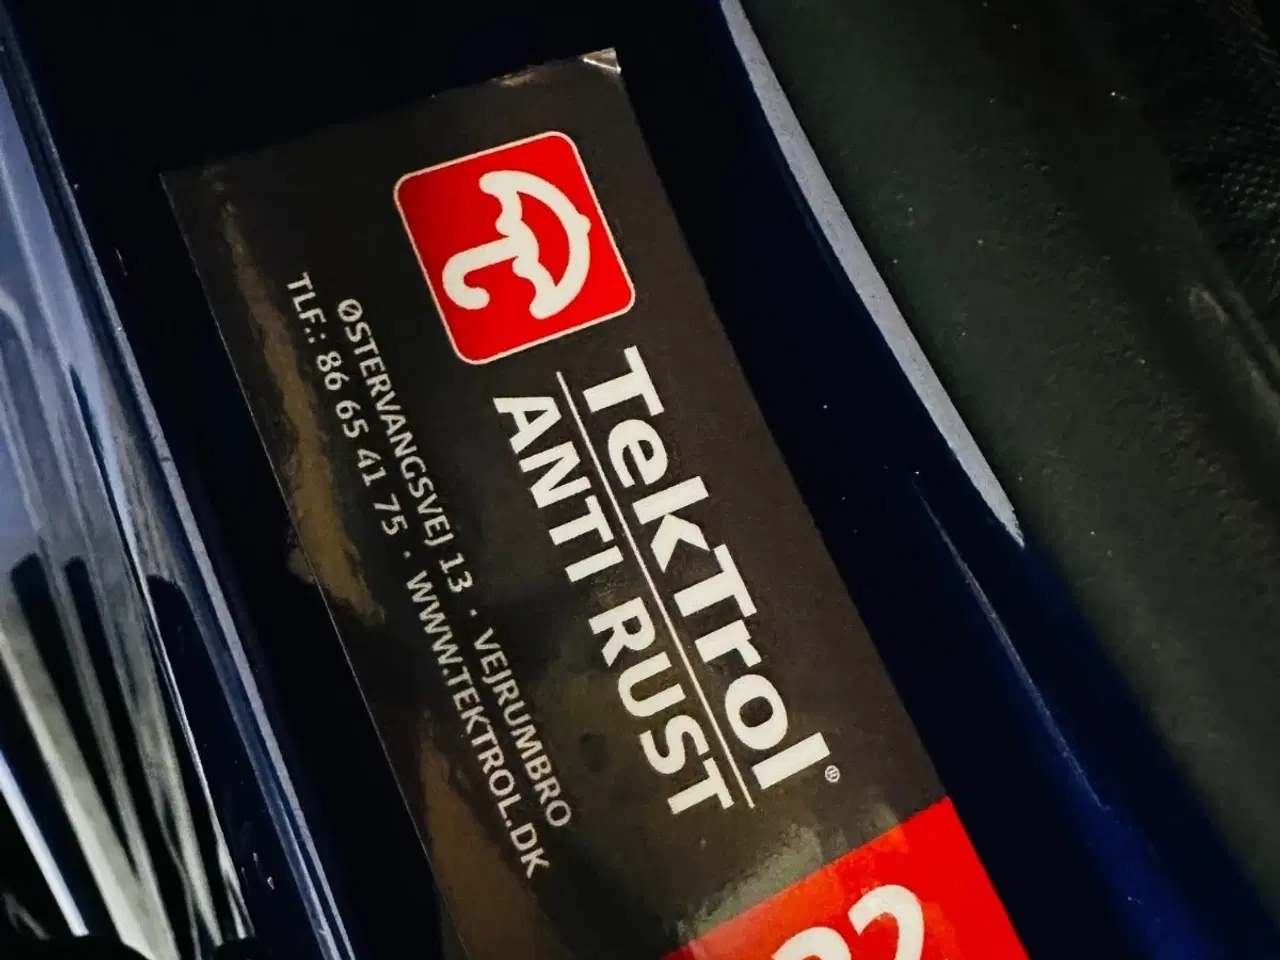 TekTrol®
ANTI RUST
ØSTERVANGSVEJ 13 · VEJRUMBRO
TLF.: 86 65 41 75 · WWW.TEKTROL.DK